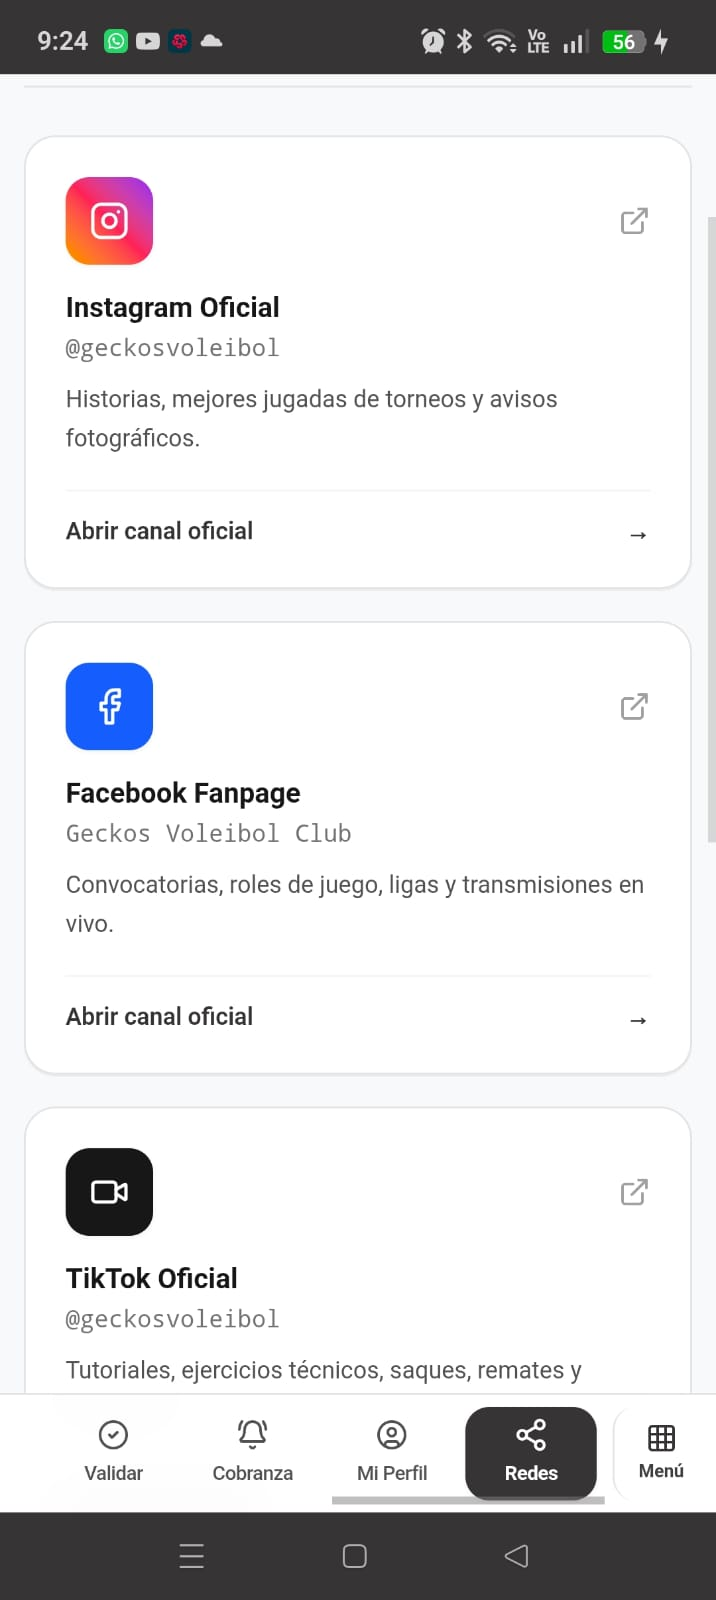 9:24
Vo
LTE
56
Instagram Oficial
@geckosvoleibol
Historias, mejores jugadas de torneos y avisos
fotográficos.
Abrir canal oficial →
Facebook Fanpage
Geckos Voleibol Club
Convocatorias, roles de juego, ligas y transmisiones en
vivo.
Abrir canal oficial →
TikTok Oficial
@geckosvoleibol
Tutoriales, ejercicios técnicos, saques, remates y
Validar
Cobranza
Mi Perfil
Redes
Menú